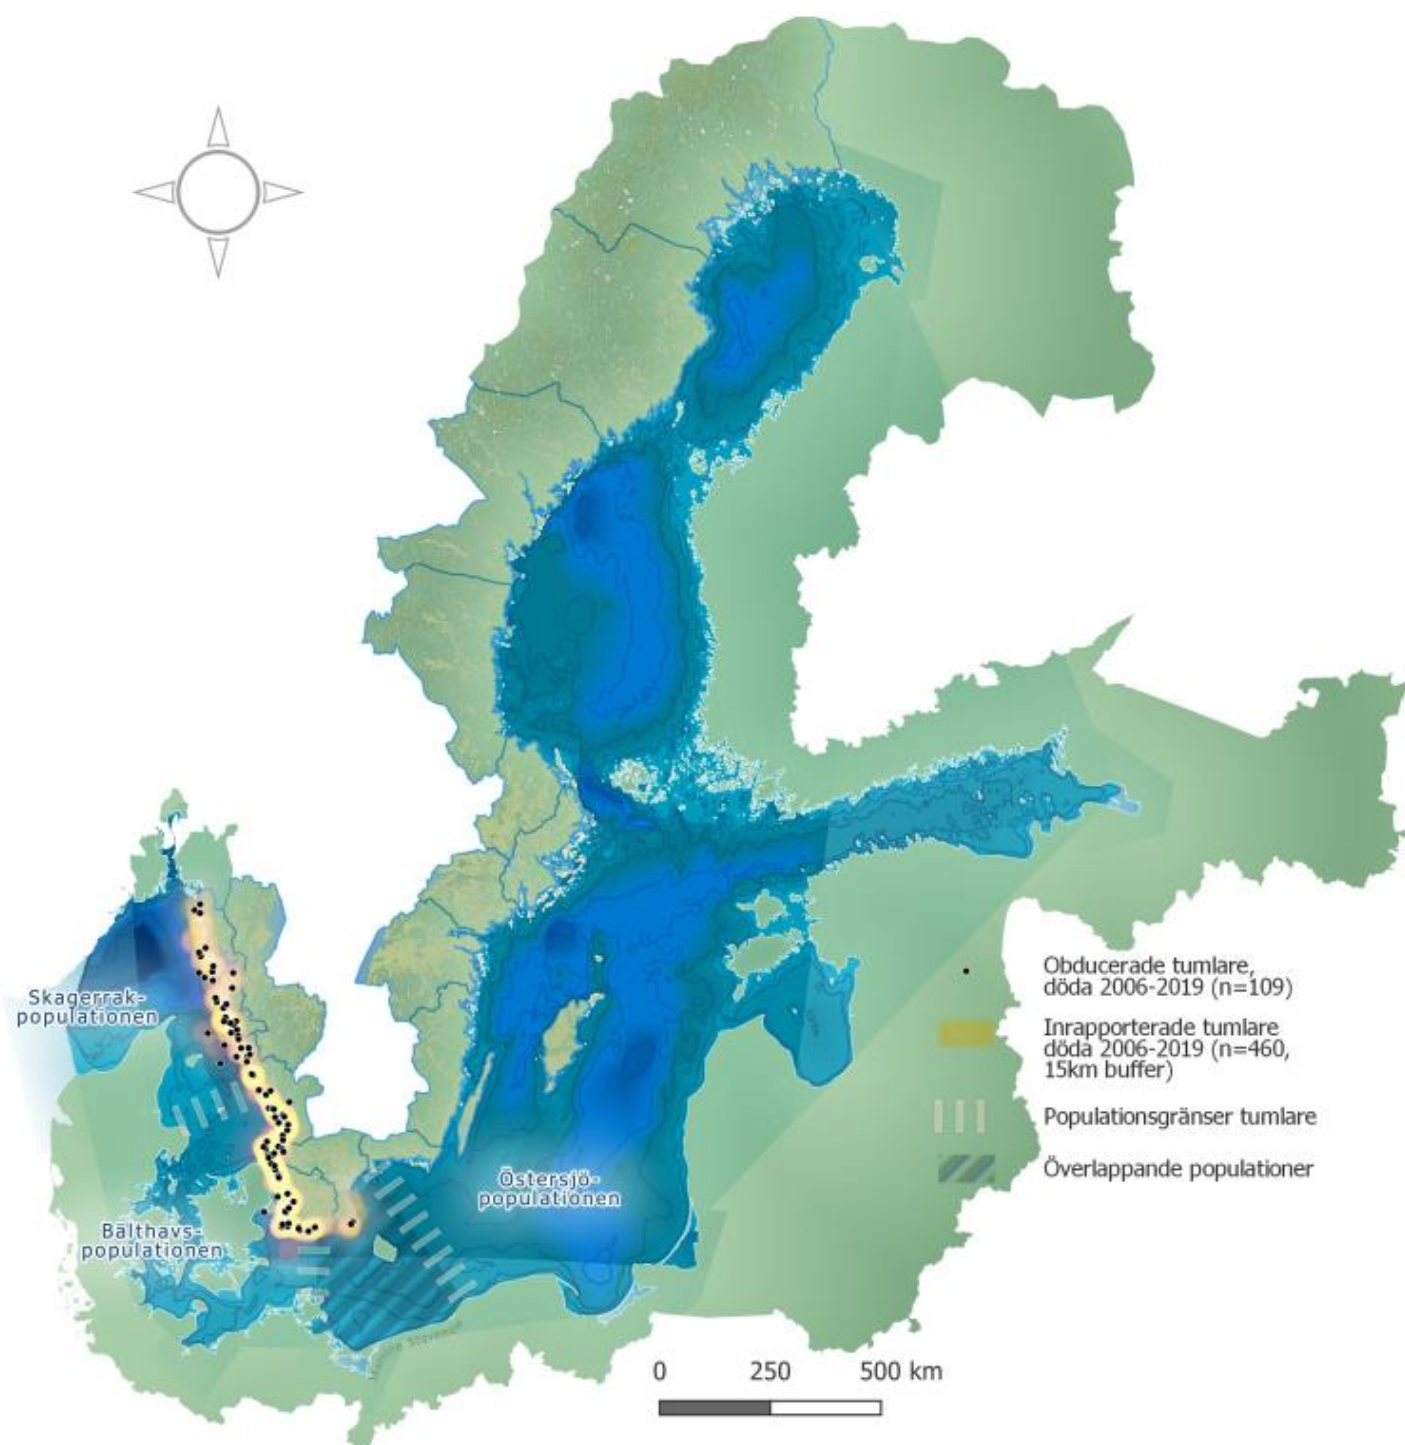 Obducerade tumlare,
döda 2006-2019 (n=109)
Skagerrak-
populationen
Inrapporterade tumlare
döda 2006-2019 (n=460,
15km buffer)
Populationsgränser tumlare
Överlappande populationer
Östersjö-
populationen
Bälthavs-
populationen
0 250 500 km